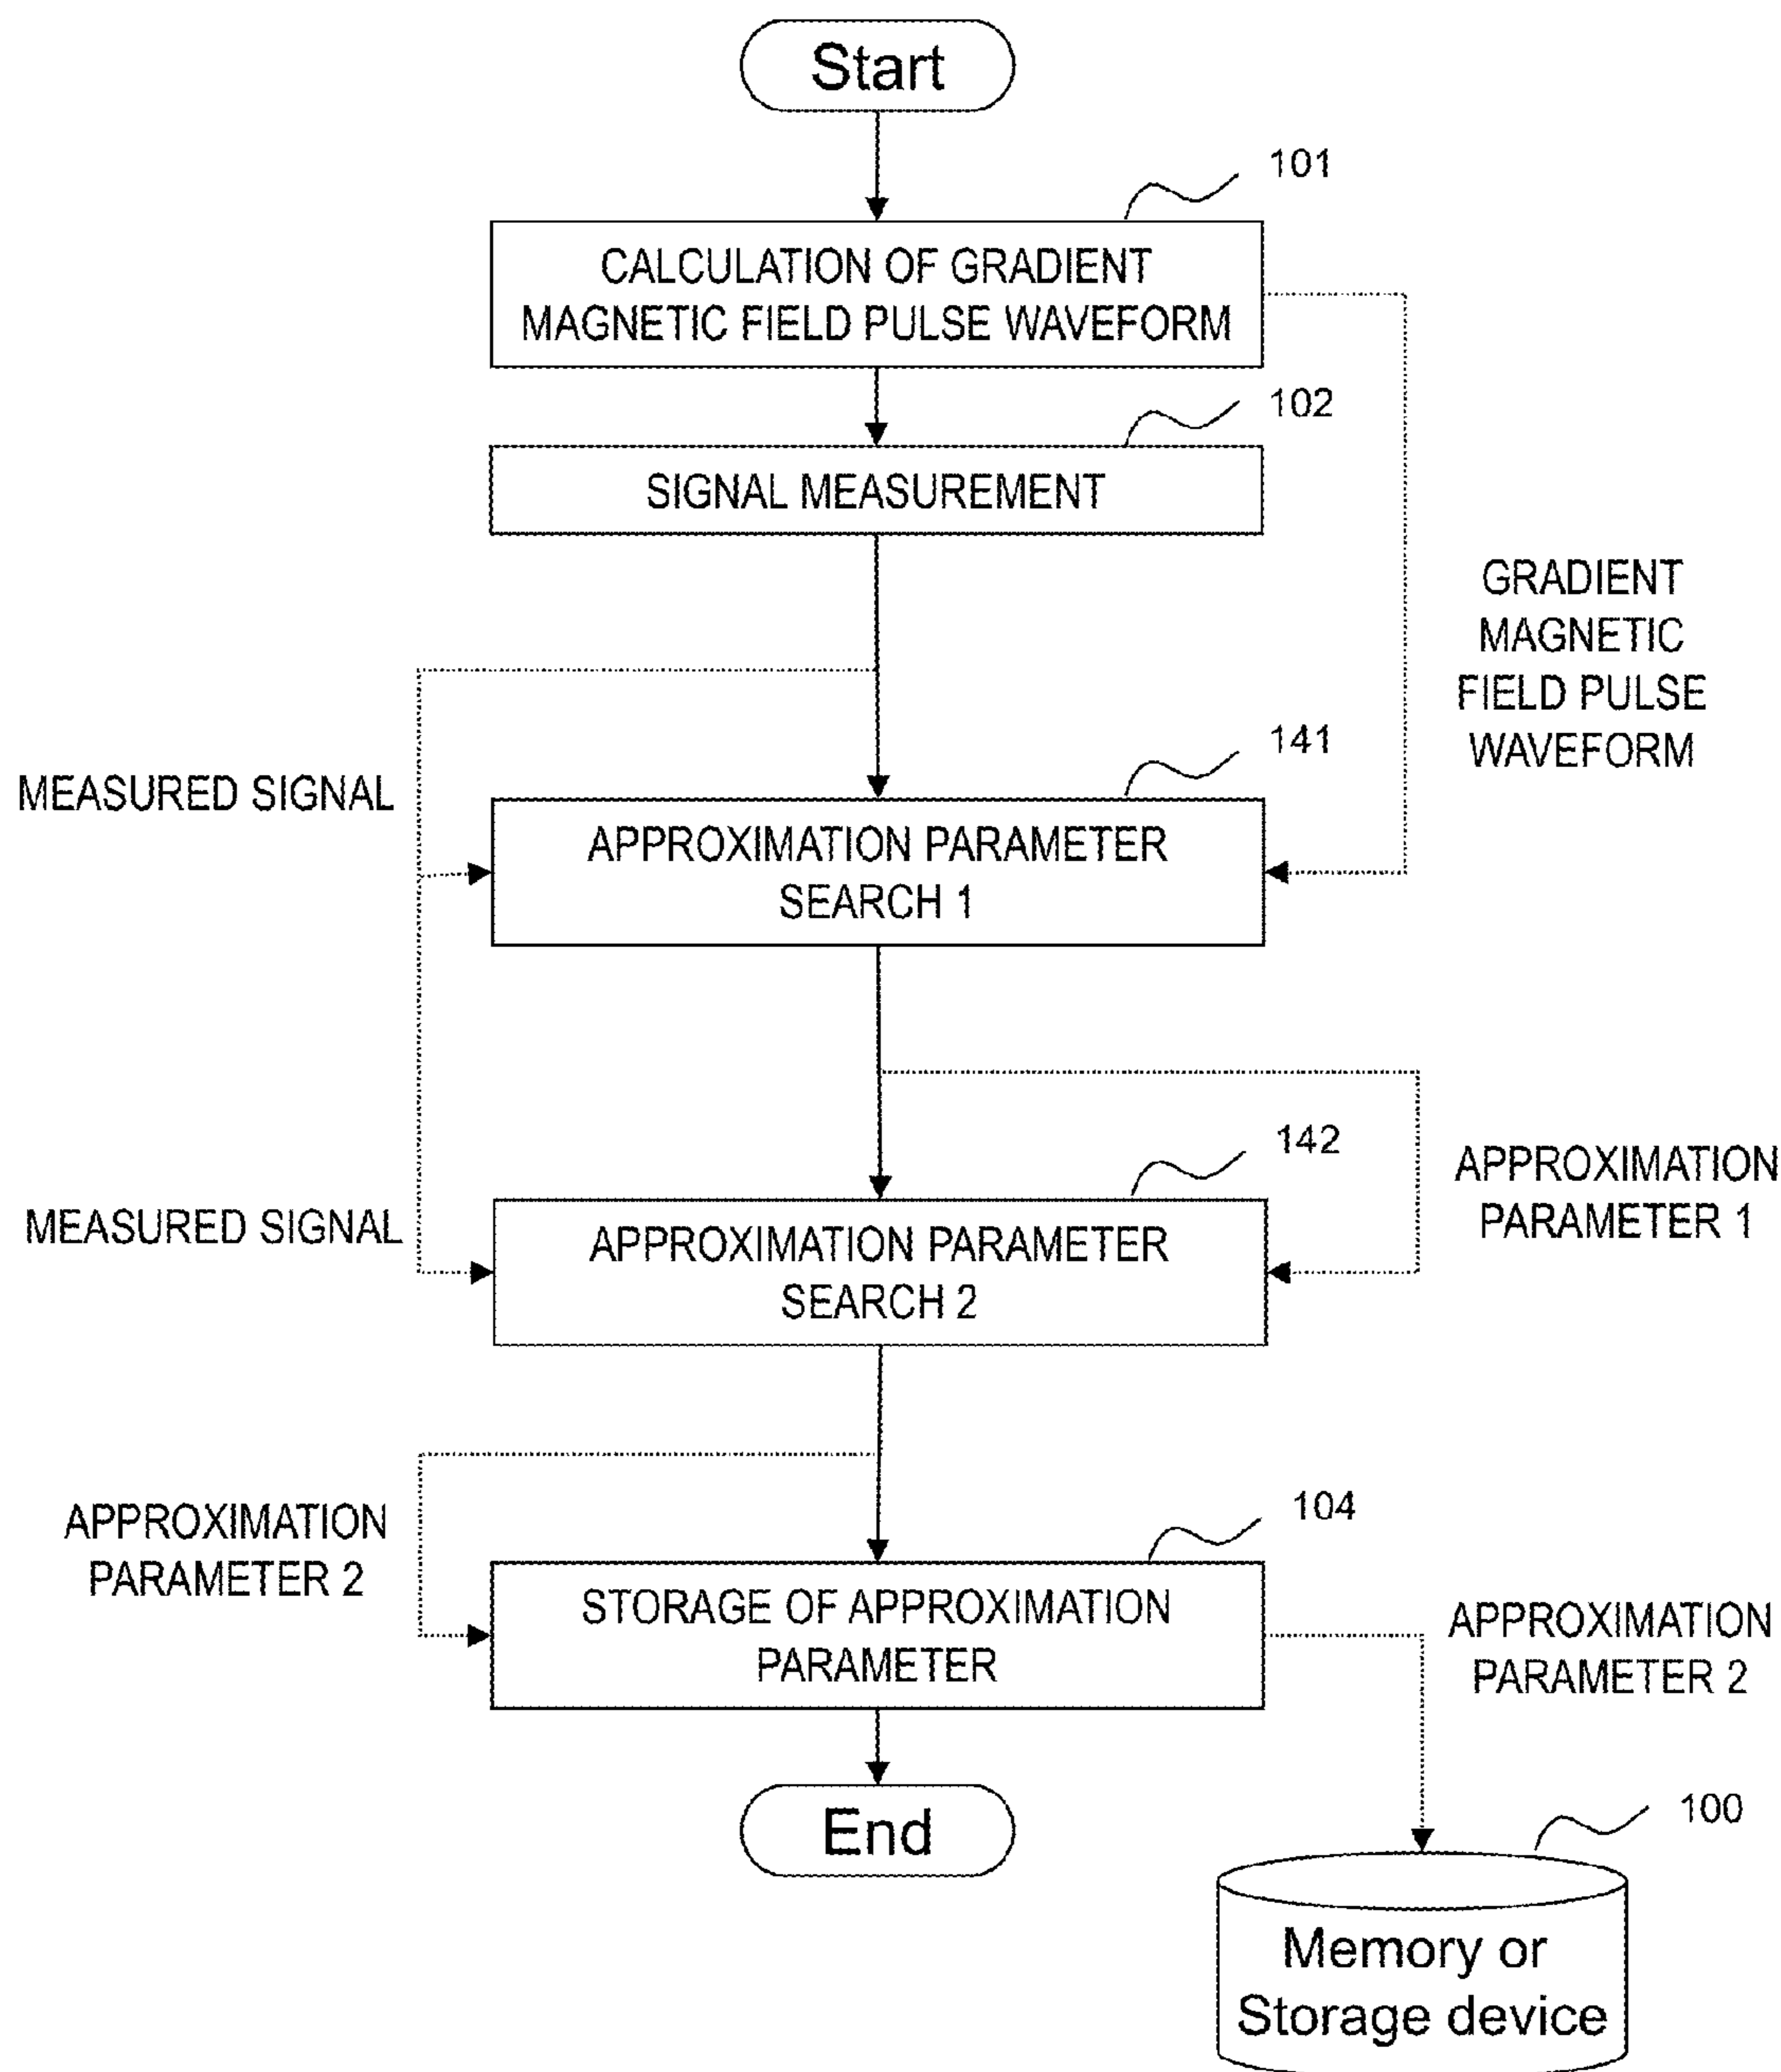 Start
101
CALCULATION OF GRADIENT
MAGNETIC FIELD PULSE WAVEFORM
102
SIGNAL MEASUREMENT
GRADIENT
MAGNETIC
FIELD PULSE
WAVEFORM
141
MEASURED SIGNAL
APPROXIMATION PARAMETER
SEARCH 1
142
APPROXIMATION
PARAMETER 1
MEASURED SIGNAL
APPROXIMATION PARAMETER
SEARCH 2
104
APPROXIMATION
PARAMETER 2
STORAGE OF APPROXIMATION
PARAMETER
APPROXIMATION
PARAMETER 2
End
100
Memory or
Storage device